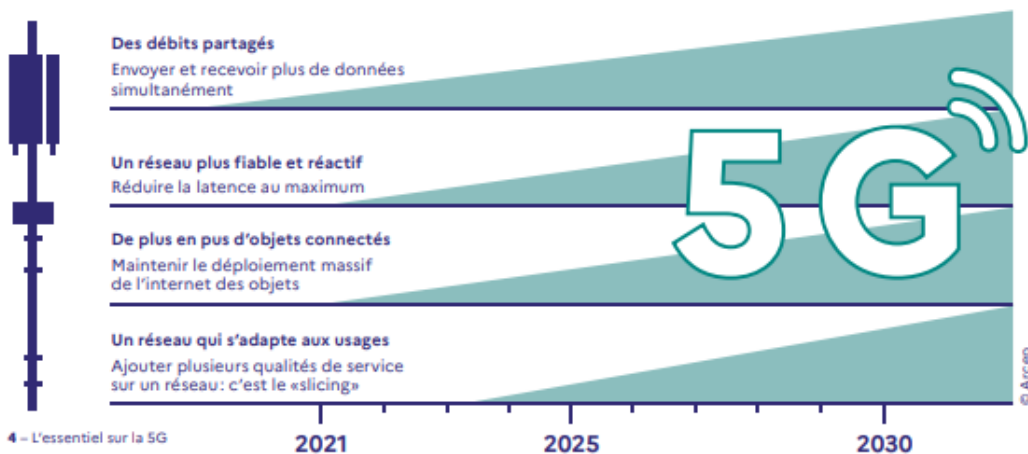 Des débits partagés
Envoyer et recevoir plus de données
simultanément
Un réseau plus fiable et réactif
Réduire la latence au maximum
De plus en pus d'objets connectés
Maintenir le déploiement massif
de l'internet des objets
Un réseau qui s'adapte aux usages
Ajouter plusieurs qualités de service
sur un réseau: c'est le «slicing»
5G
© Arcep
2021
2025
2030
4 – L'essentiel sur la 5G